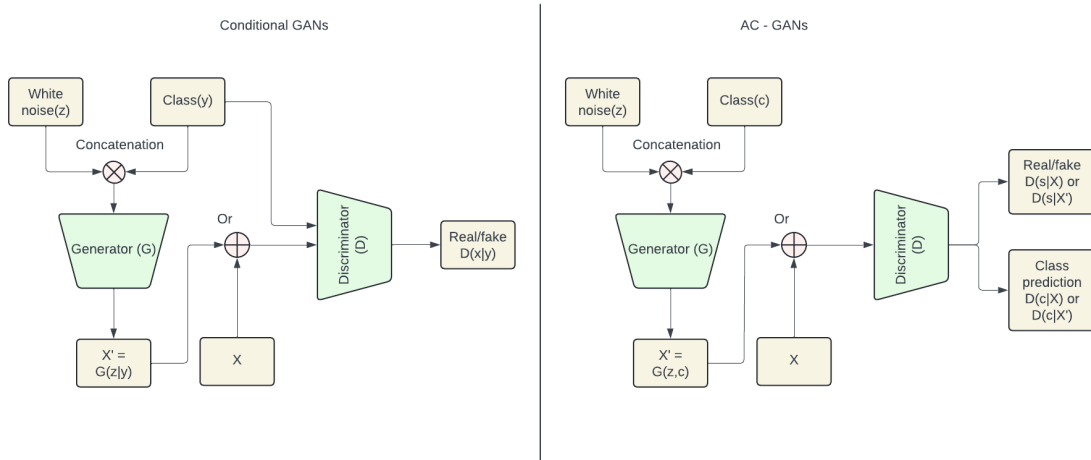 Conditional GANs
White
noise(z)
Class(y)
Concatenation
Generator (G)
Or
Discriminator
(D)
Real/fake
D(x|y)
X' =
G(z|y)
X
AC - GANs
White
noise(z)
Class(c)
Concatenation
Generator (G)
Or
Discriminator
(D)
Real/fake
D(s|X) or
D(s|X')
Class
prediction
D(c|X) or
D(c|X')
X' =
G(z,c)
X